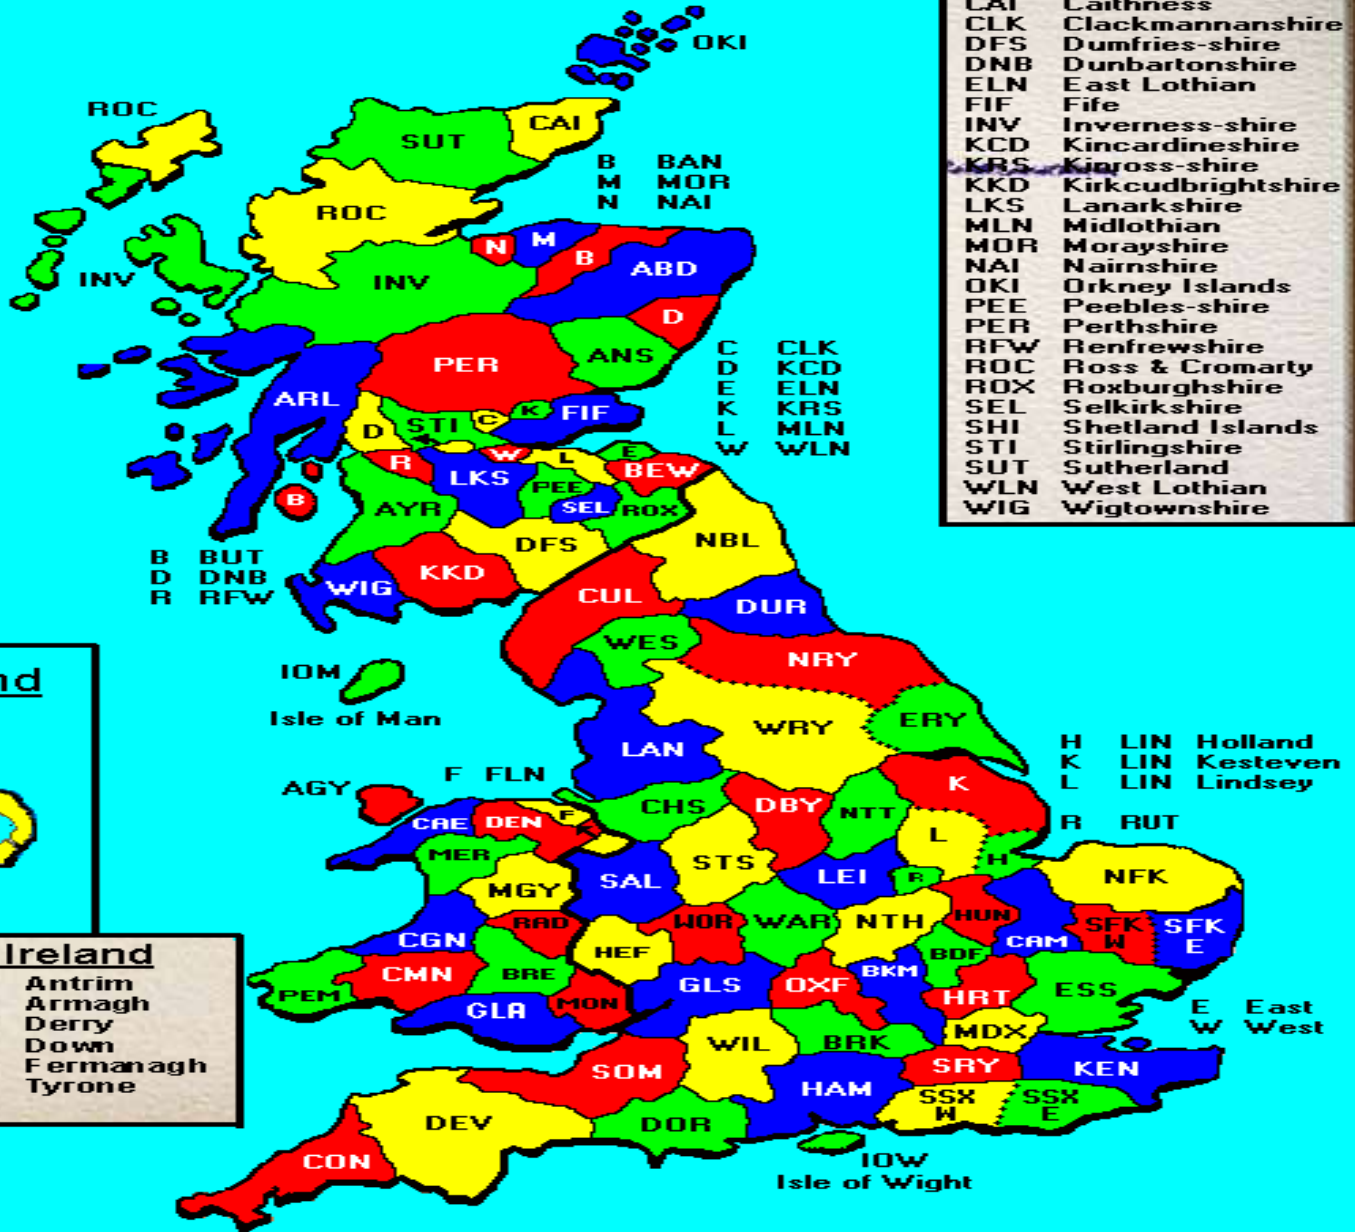 CAI Caithness
CLK Clackmannanshire
DFS Dumfries-shire
DNB Dunbartonshire
ELN East Lothian
FIF Fife
INV Inverness-shire
KCD Kincardineshire
KRS Kinross-shire
KKD Kirkcudbrightshire
LKS Lanarkshire
MLN Midlothian
MOR Morayshire
NAI Nairnshire
OKI Orkney Islands
PEE Peebles-shire
PER Perthshire
RFW Renfrewshire
ROC Ross & Cromarty
ROX Roxburghshire
SEL Selkirkshire
SHI Shetland Islands
STI Stirlingshire
SUT Sutherland
WLN West Lothian
WIG Wigtownshire
OKI
ROC
SUT
CAI
B BAN
M MOR
N NAI
ROC
INV
N
M
B
ABD
INV
D
PER
ANS
C CLK
D KCD
E ELN
K KRS
L MLN
W WLN
ARL
D
STI
C
K
FIF
R
LKS
W
L
E
BEW
B
AYR
PEE
SEL
ROX
DFS
NBL
B BUT
D DNB
R RFW
WIG
KKD
CUL
DUR
WES
NRY
IOM
Isle of Man
WRY
ERY
LAN
H LIN Holland
K LIN Kesteven
L LIN Lindsey
R RUT
F FLN
AGY
CHS
DBY
NTT
K
CAE
DEN
F
MER
L
H
STS
MGY
SAL
LEI
R
NFK
RAD
WOR
WAR
NTH
HUN
CAM
SFK
W
SFK
E
CGN
HEF
BDF
CMN
BRE
PEM
GLS
OXF
BKM
HRT
ESS
GLA
MON
E East
W West
WIL
BRK
MDX
SOM
HAM
SRY
KEN
SSX
W
SSX
E
DEV
DOR
CON
IOW
Isle of Wight
nd
Ireland
Antrim
Armagh
Derry
Down
Fermanagh
Tyrone